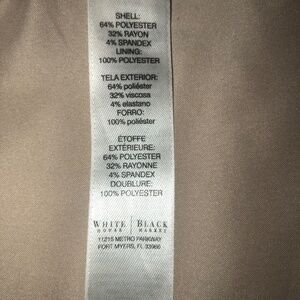 SHELL:
64% POLYESTER
32% RAYON
4% SPANDEX
LINING:
100% POLYESTER
TELA EXTERIOR:
64% poliéster
32% viscosa
4% elastano
FORRO:
100% poliéster
ÉTOFFE
EXTÉRIEURE:
64% POLYESTER
32% RAYONNE
4% SPANDEX
DOUBLURE:
100% POLYESTER
WHITE | BLACK
HOUSE | MARKET
11215 METRO PARKWAY
FORT MYERS, FL 33966